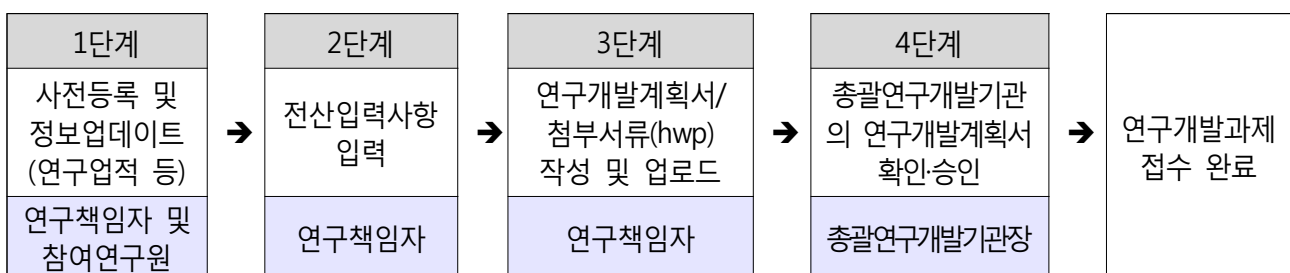 1단계
사전등록 및
정보업데이트
(연구업적 등)
연구책임자 및
참여연구원
➔
2단계
전산입력사항
입력
연구책임자
➔
3단계
연구개발계획서/
첨부서류(hwp)
작성 및 업로드
연구책임자
➔
4단계
총괄연구개발기관
의 연구개발계획서
확인·승인
총괄연구개발기관장
➔
연구개발과제
접수 완료